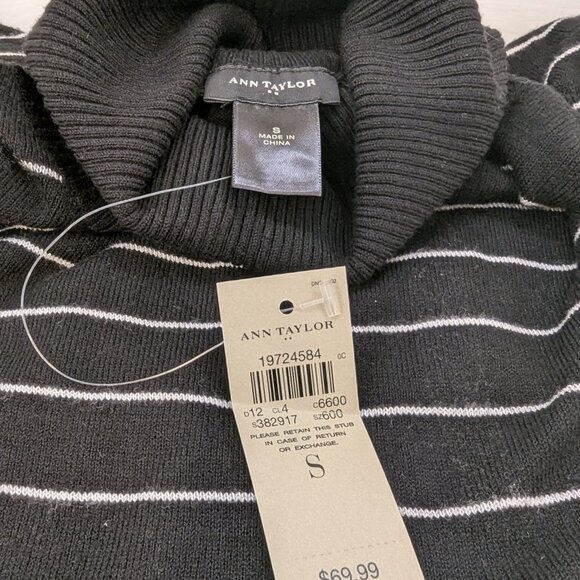 ANN TAYLOR
S
MADE IN
CHINA
ANN TAYLOR
19724584 0C
D12 CL4 C6600
S382917 SZ600
PLEASE RETAIN THIS STUB
IN CASE OF RETURN
OR EXCHANGE.
S
$69.99